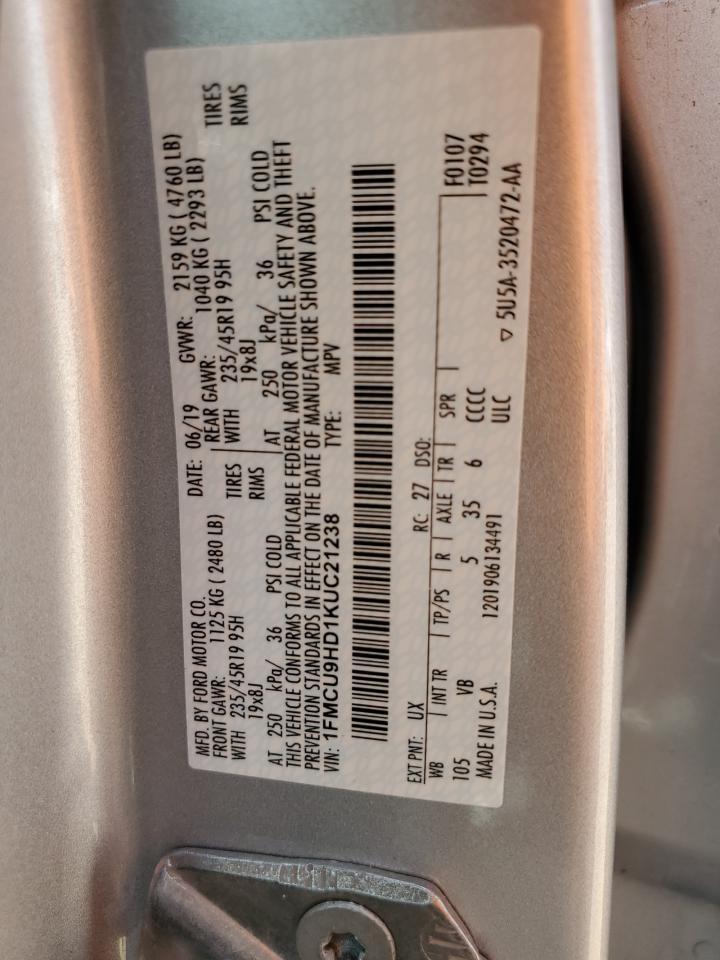 MFD. BY FORD MOTOR CO. DATE: 06/19 GVWR: 2159 KG ( 4760 LB)
FRONT GAWR: 1125 KG ( 2480 LB) REAR GAWR: 1040 KG ( 2293 LB)
WITH 235/45R19 95H TIRES WITH 235/45R19 95H TIRES
19x8J RIMS 19x8J RIMS
AT 250 kPa/ 36 PSI COLD AT 250 kPa/ 36 PSI COLD
THIS VEHICLE CONFORMS TO ALL APPLICABLE FEDERAL MOTOR VEHICLE SAFETY AND THEFT
PREVENTION STANDARDS IN EFFECT ON THE DATE OF MANUFACTURE SHOWN ABOVE.
VIN: 1FMCU9HD1KUC21238 TYPE: MPV
EXT PNT: UX RC: 27 DSO:
WB INT TR TP/PS R AXLE TR SPR F0107
105 VB 5 35 6 CCCC T0294
MADE IN U.S.A. 1201906134491 ULC ▽ 5U5A-3520472-AA